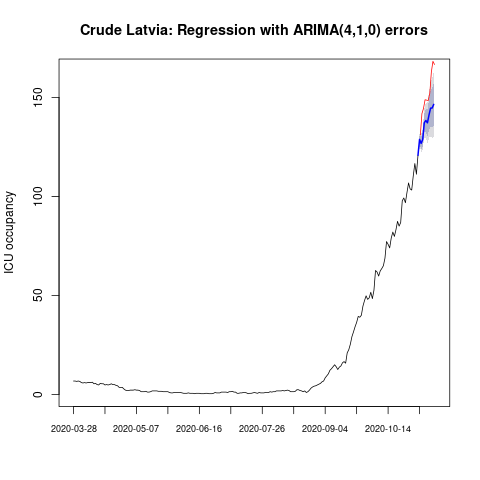 Crude Latvia: Regression with ARIMA(4,1,0) errors
ICU occupancy
150
100
50
0
2020-03-28 2020-05-07 2020-06-16 2020-07-26 2020-09-04 2020-10-14